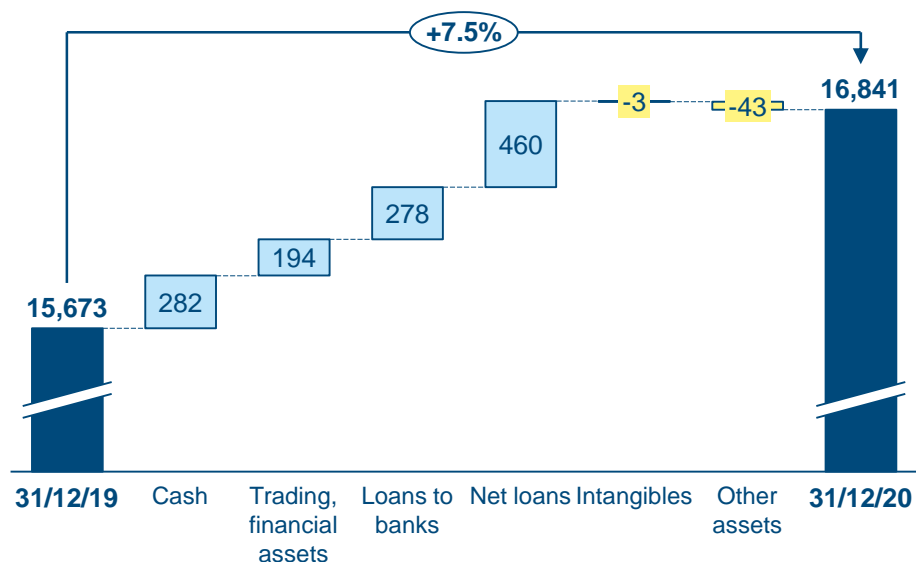 +7.5%
16,841
-3
-43
460
278
194
282
15,673
31/12/19
Cash
Trading,
financial
assets
Loans to
banks
Net loans
Intangibles
Other
assets
31/12/20